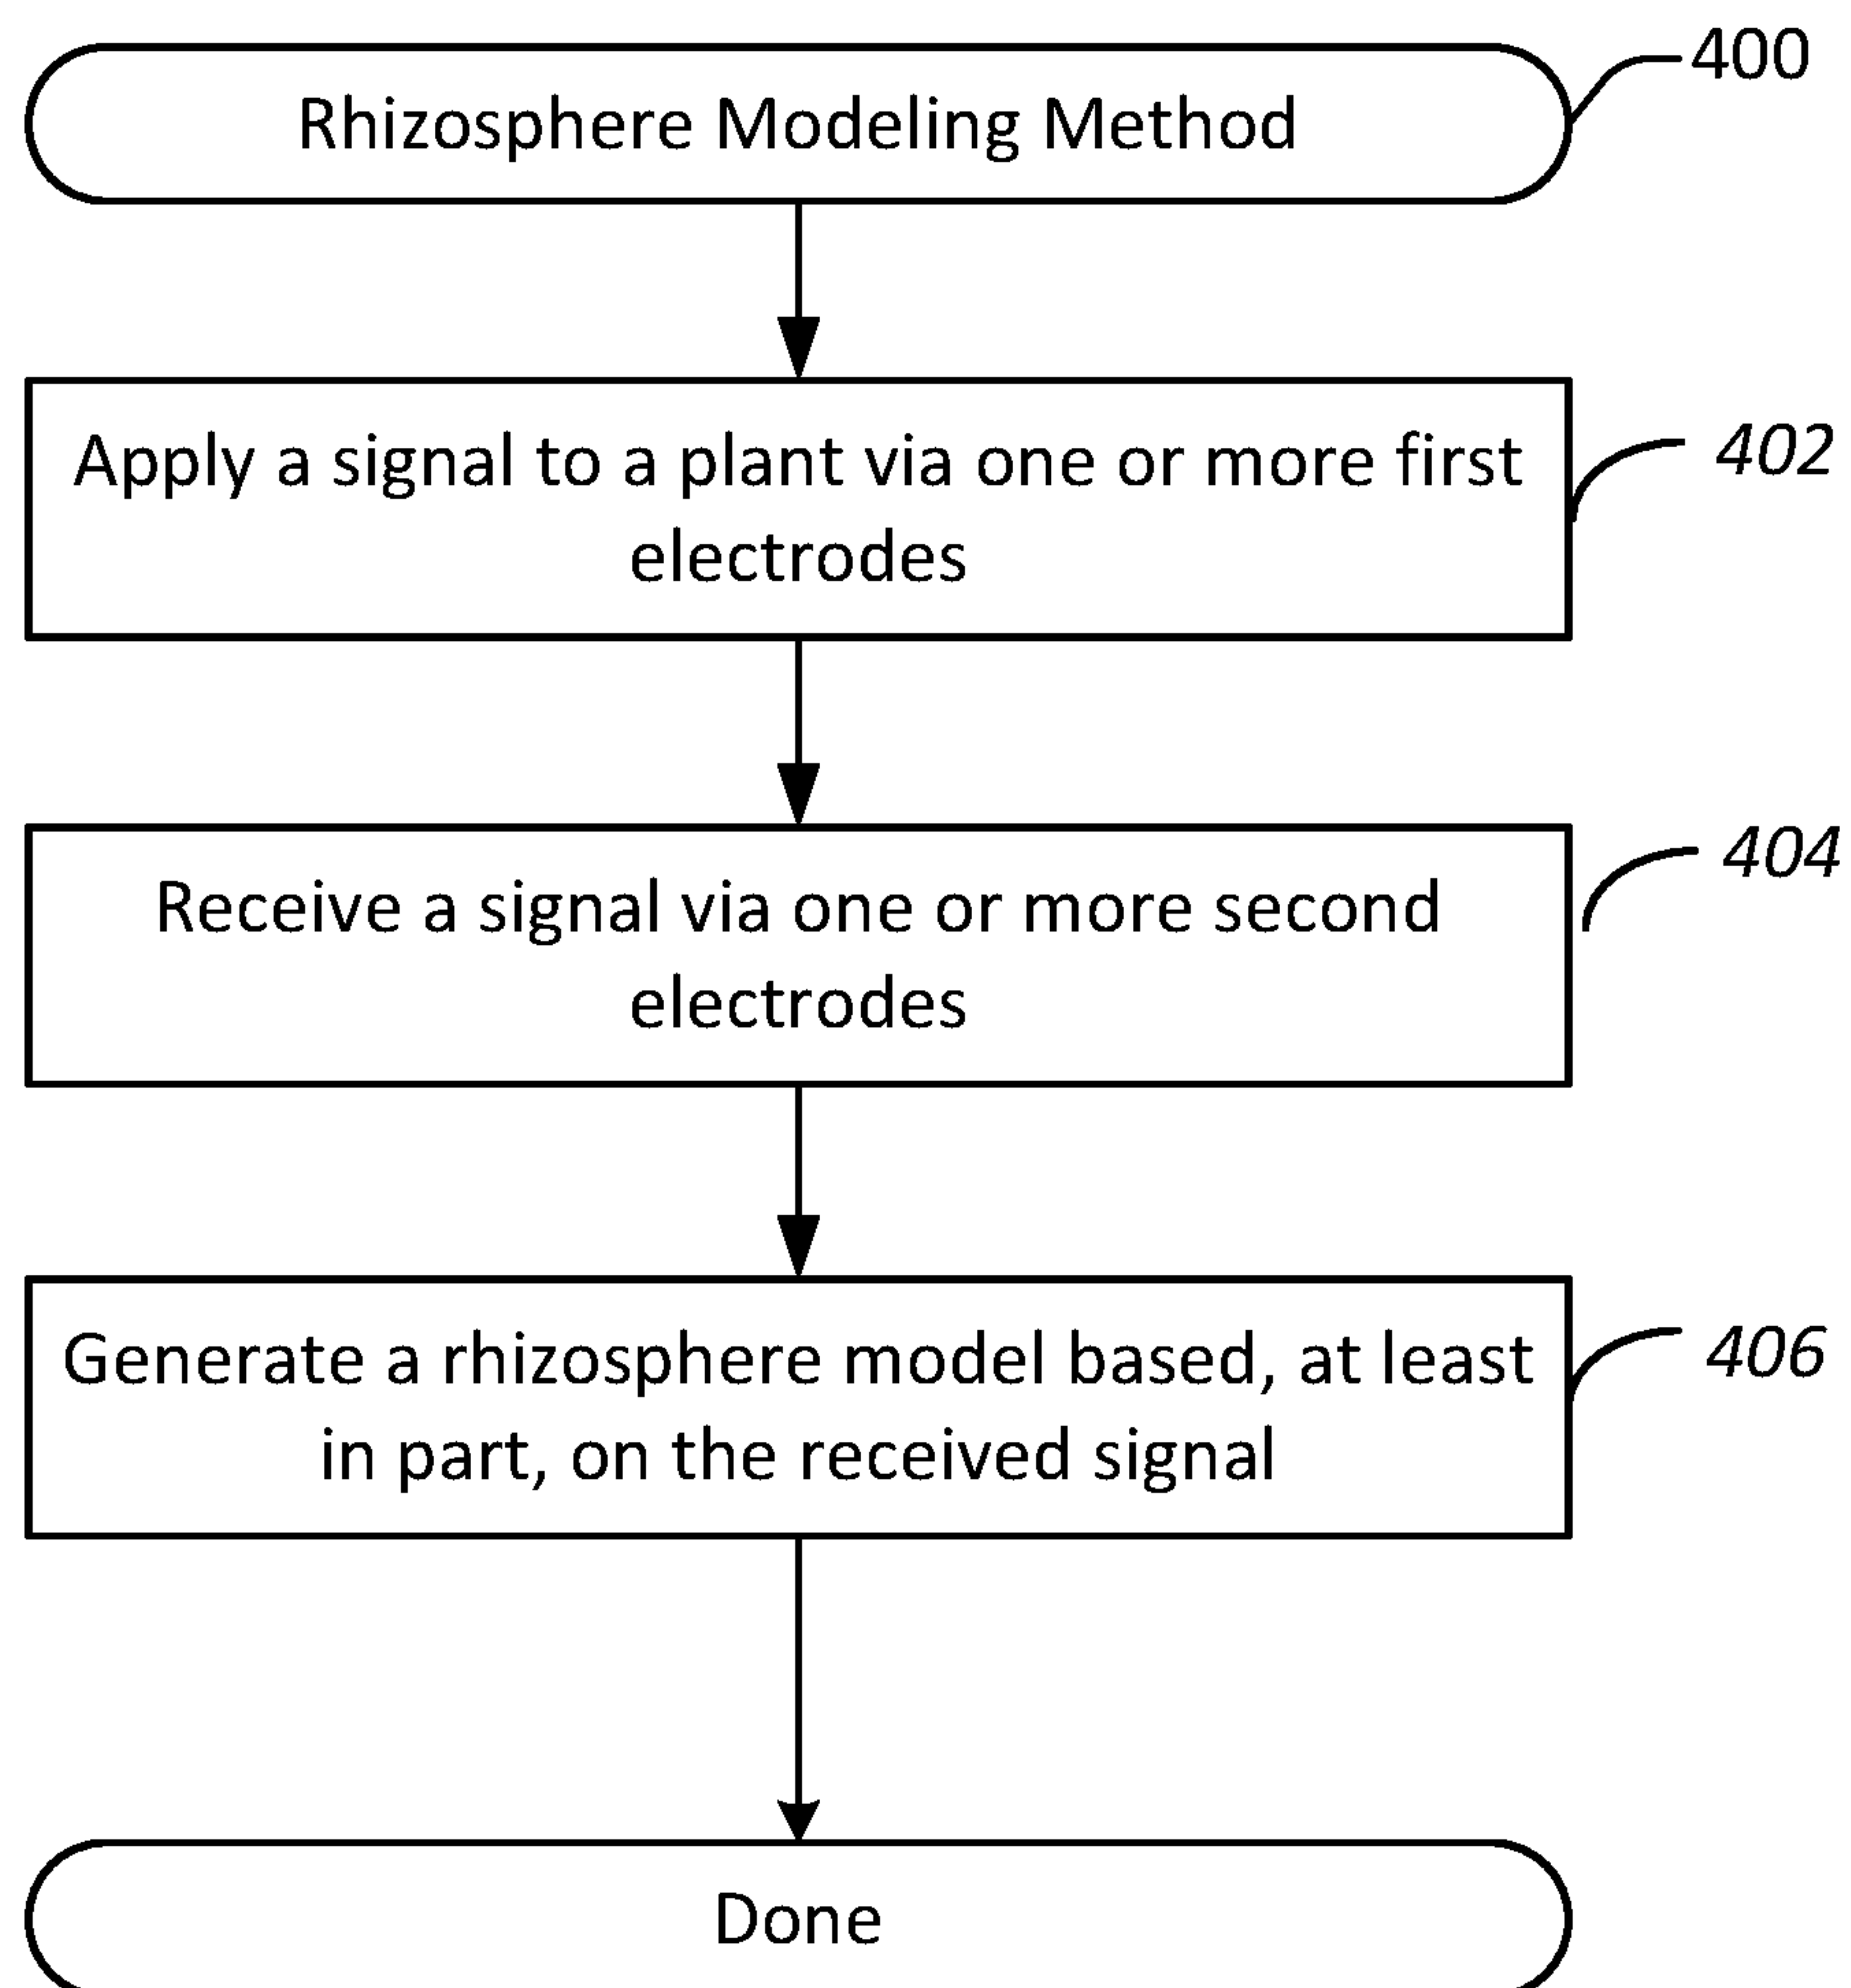 Rhizosphere Modeling Method
400
Apply a signal to a plant via one or more first
electrodes
402
Receive a signal via one or more second
electrodes
404
Generate a rhizosphere model based, at least
in part, on the received signal
406
Done